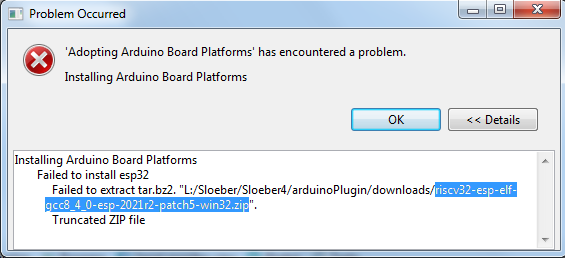 Problem Occurred
'Adopting Arduino Board Platforms' has encountered a problem.
Installing Arduino Board Platforms
OK
<< Details
Installing Arduino Board Platforms
Failed to install esp32
Failed to extract tar.bz2. "L:/Sloeber/Sloeber4/arduinoPlugin/downloads/riscv32-esp-elf-
gcc8_4_0-esp-2021r2-patch5-win32.zip".
Truncated ZIP file